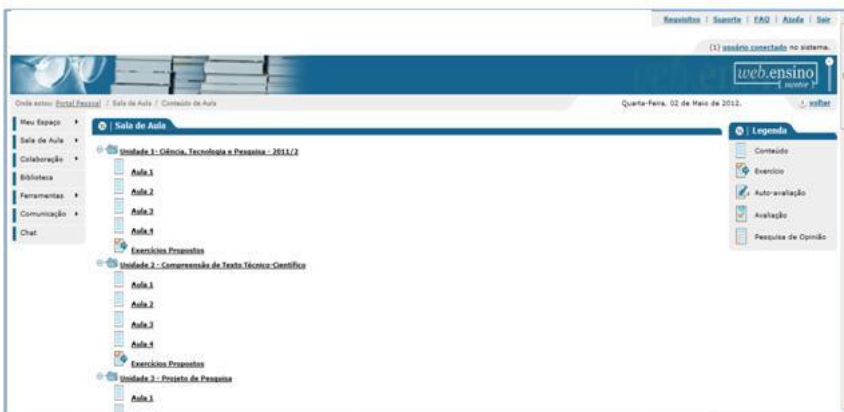 Requisitos | Suporte | FAQ | Ajuda | Sair
(1) usuário conectado no sistema.
web.ensino
[ mentor ]
Onde estou: Portal Pessoal / Sala de Aula / Conteúdo de Aula
Quarta-Feira, 02 de Maio de 2012.
voltar
Meu Espaço
Sala de Aula
Colaboração
Biblioteca
Ferramentas
Comunicação
Chat
| Sala de Aula
Unidade 1- Ciência, Tecnologia e Pesquisa - 2011/2
Aula 1
Aula 2
Aula 3
Aula 4
Exercícios Propostos
Unidade 2 - Compreensão de Texto Técnico-Científico
Aula 1
Aula 2
Aula 3
Aula 4
Exercícios Propostos
Unidade 3 - Projeto de Pesquisa
Aula 1
| Legenda
Conteúdo
Exercício
Auto-avaliação
Avaliação
Pesquisa de Opinião